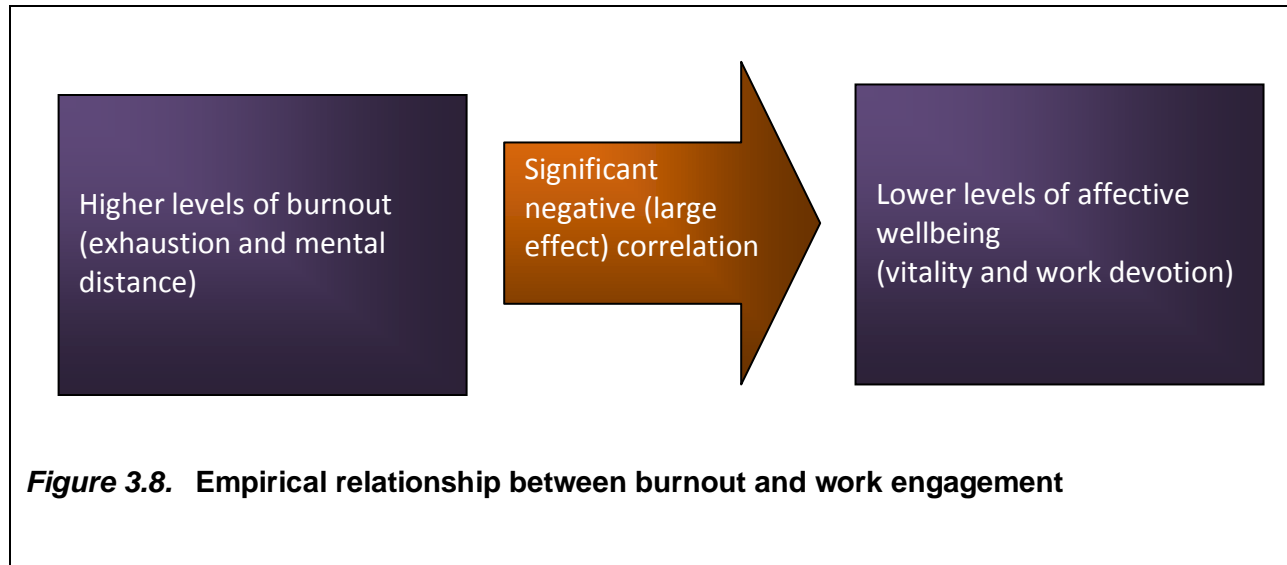 Higher levels of burnout
(exhaustion and mental
distance)
Significant
negative (large
effect) correlation
Lower levels of affective
wellbeing
(vitality and work devotion)
Figure 3.8. Empirical relationship between burnout and work engagement